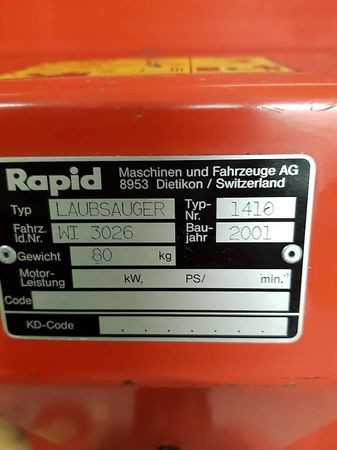 Rapid
Maschinen und Fahrzeuge AG
8953 Dietikon / Switzerland
Typ LAUBSAUGER Typ-Nr. 1410
Fahrz. Id.Nr. WI 3026 Bau-jahr 2001
Gewicht 80 kg
Motor-Leistung kW, PS/ min.⁻¹
Code
KD-Code . . . . . . .